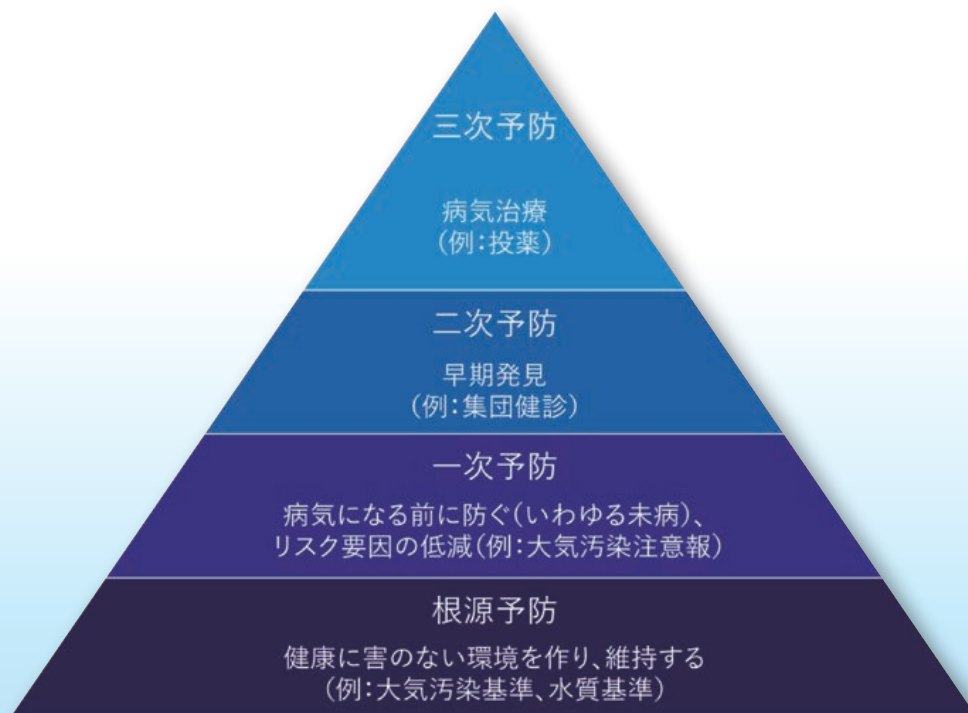 三次予防
病気治療
(例：投薬)
二次予防
早期発見
(例：集団健診)
一次予防
病気になる前に防ぐ(いわゆる未病)、
リスク要因の低減(例：大気汚染注意報)
根源予防
健康に害のない環境を作り、維持する
(例：大気汚染基準、水質基準)